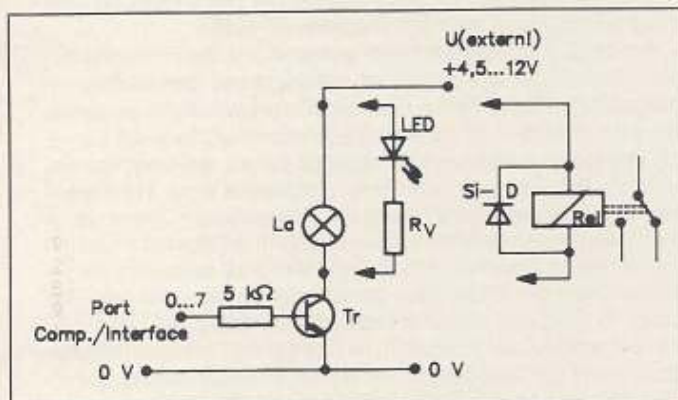 U(extern!)
+4,5...12V
LED
Si-D
La
Rel
RV
0...7 5 kΩ
Port
Comp./Interface
Tr
0 V 0 V